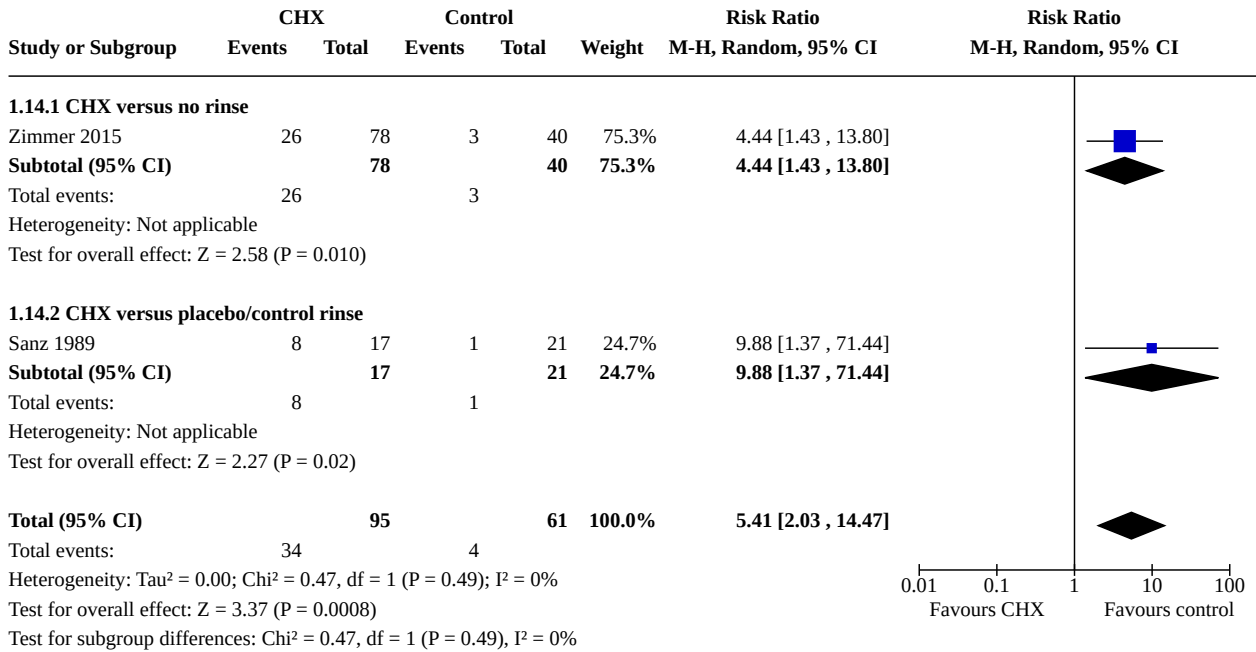 CHX Control Risk Ratio Risk Ratio
Study or Subgroup Events Total Events Total Weight M-H, Random, 95% CI M-H, Random, 95% CI
1.14.1 CHX versus no rinse
Zimmer 2015 26 78 3 40 75.3% 4.44 [1.43 , 13.80]
Subtotal (95% CI) 78 40 75.3% 4.44 [1.43 , 13.80]
Total events: 26 3
Heterogeneity: Not applicable
Test for overall effect: Z = 2.58 (P = 0.010)
1.14.2 CHX versus placebo/control rinse
Sanz 1989 8 17 1 21 24.7% 9.88 [1.37 , 71.44]
Subtotal (95% CI) 17 21 24.7% 9.88 [1.37 , 71.44]
Total events: 8 1
Heterogeneity: Not applicable
Test for overall effect: Z = 2.27 (P = 0.02)
Total (95% CI) 95 61 100.0% 5.41 [2.03 , 14.47]
Total events: 34 4
Heterogeneity: Tau² = 0.00; Chi² = 0.47, df = 1 (P = 0.49); I² = 0%
Test for overall effect: Z = 3.37 (P = 0.0008)
Test for subgroup differences: Chi² = 0.47, df = 1 (P = 0.49), I² = 0%
0.01 0.1 1 10 100
Favours CHX Favours control